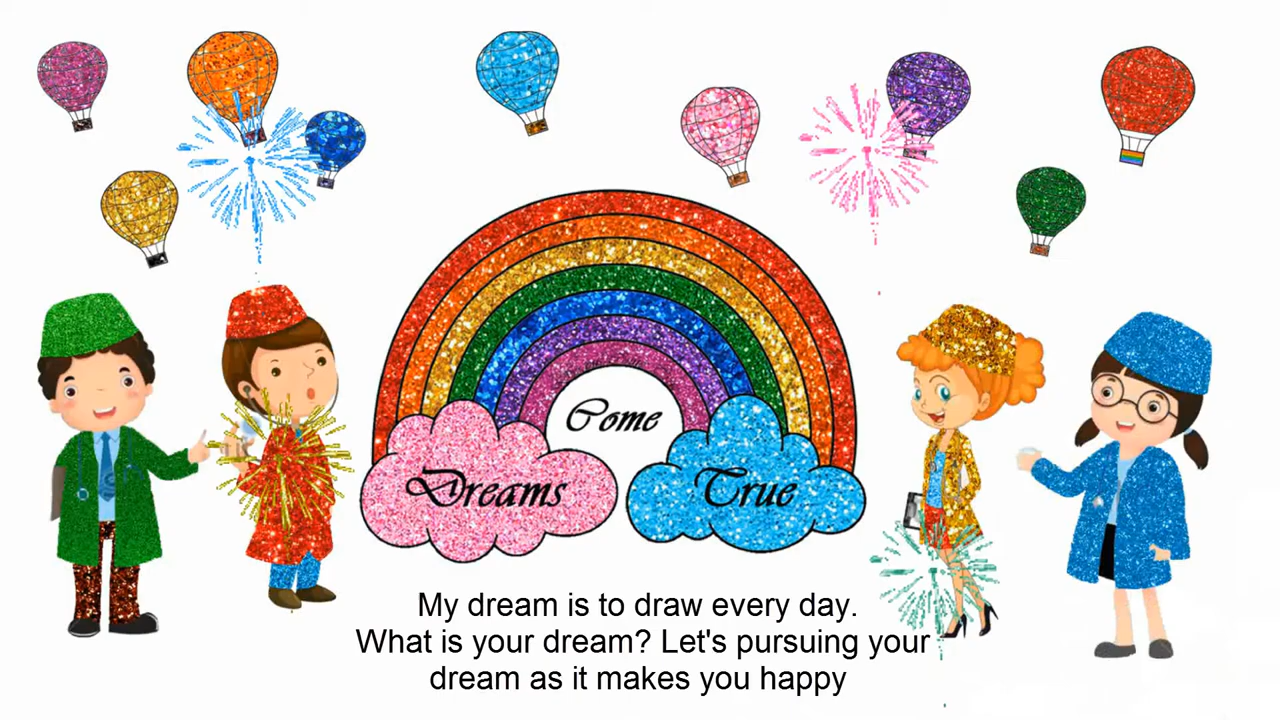 Come
Dreams
True
My dream is to draw every day.
What is your dream? Let's pursuing your
dream as it makes you happy